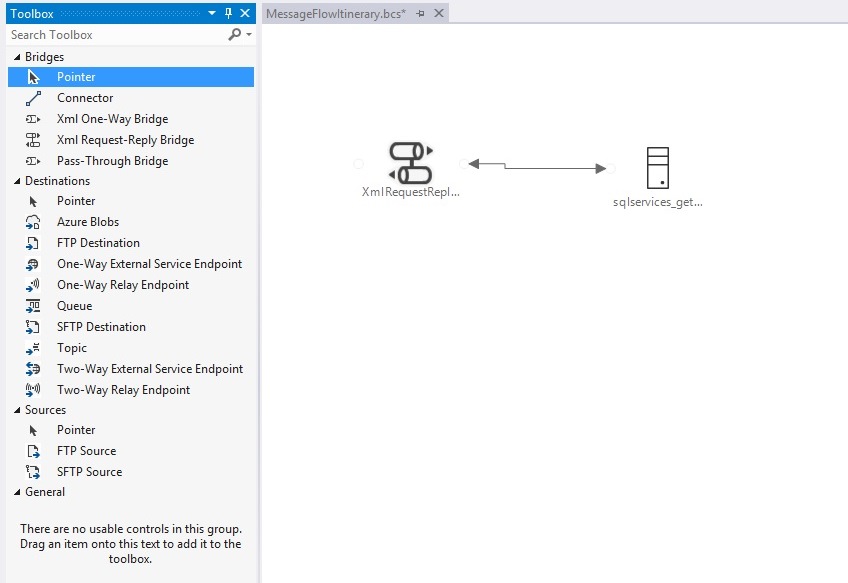 Toolbox
MessageFlowItinerary.bcs*
Search Toolbox
Bridges
Pointer
Connector
Xml One-Way Bridge
Xml Request-Reply Bridge
Pass-Through Bridge
Destinations
Pointer
Azure Blobs
FTP Destination
One-Way External Service Endpoint
One-Way Relay Endpoint
Queue
SFTP Destination
Topic
Two-Way External Service Endpoint
Two-Way Relay Endpoint
Sources
Pointer
FTP Source
SFTP Source
General
There are no usable controls in this group.
Drag an item onto this text to add it to the
toolbox.
XmlRequestRepl...
sqlservices_get...